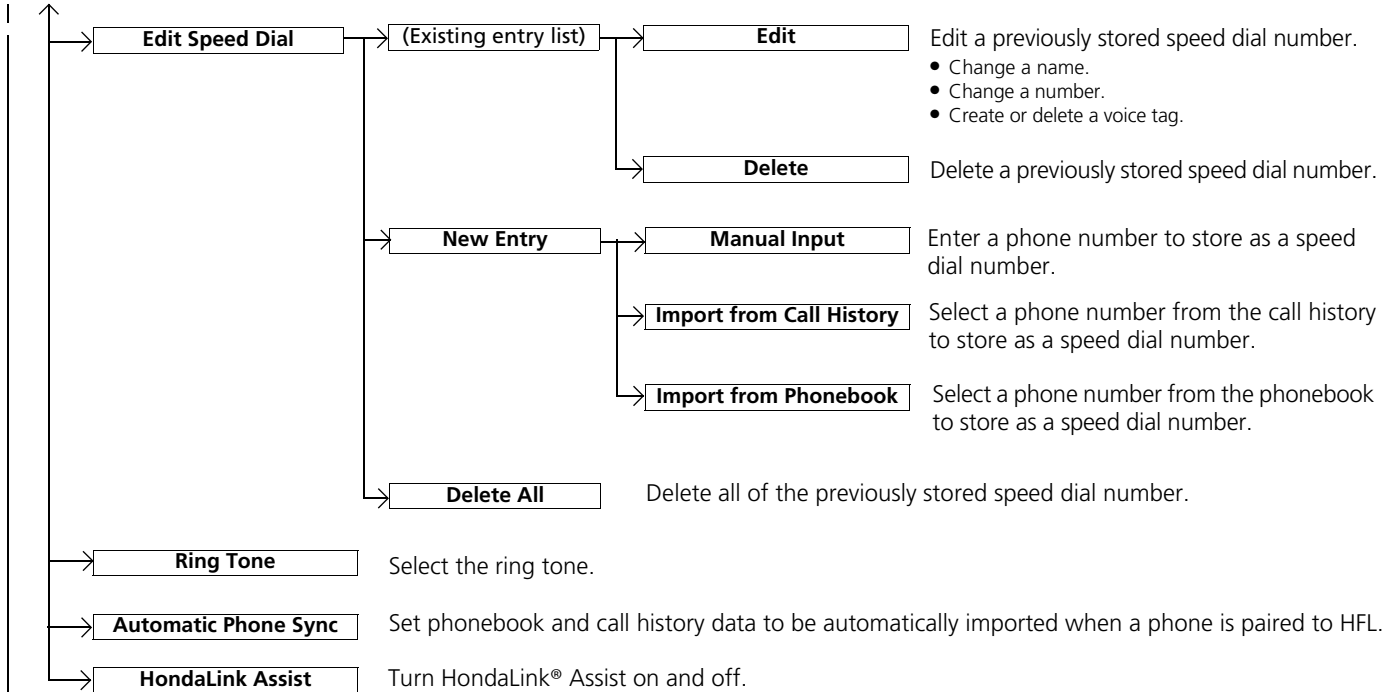 Edit Speed Dial
(Existing entry list)
Edit
Edit a previously stored speed dial number.
● Change a name.
● Change a number.
● Create or delete a voice tag.
Delete
Delete a previously stored speed dial number.
New Entry
Manual Input
Enter a phone number to store as a speed
dial number.
Import from Call History
Select a phone number from the call history
to store as a speed dial number.
Import from Phonebook
Select a phone number from the phonebook
to store as a speed dial number.
Delete All
Delete all of the previously stored speed dial number.
Ring Tone
Select the ring tone.
Automatic Phone Sync
Set phonebook and call history data to be automatically imported when a phone is paired to HFL.
HondaLink Assist
Turn HondaLink® Assist on and off.